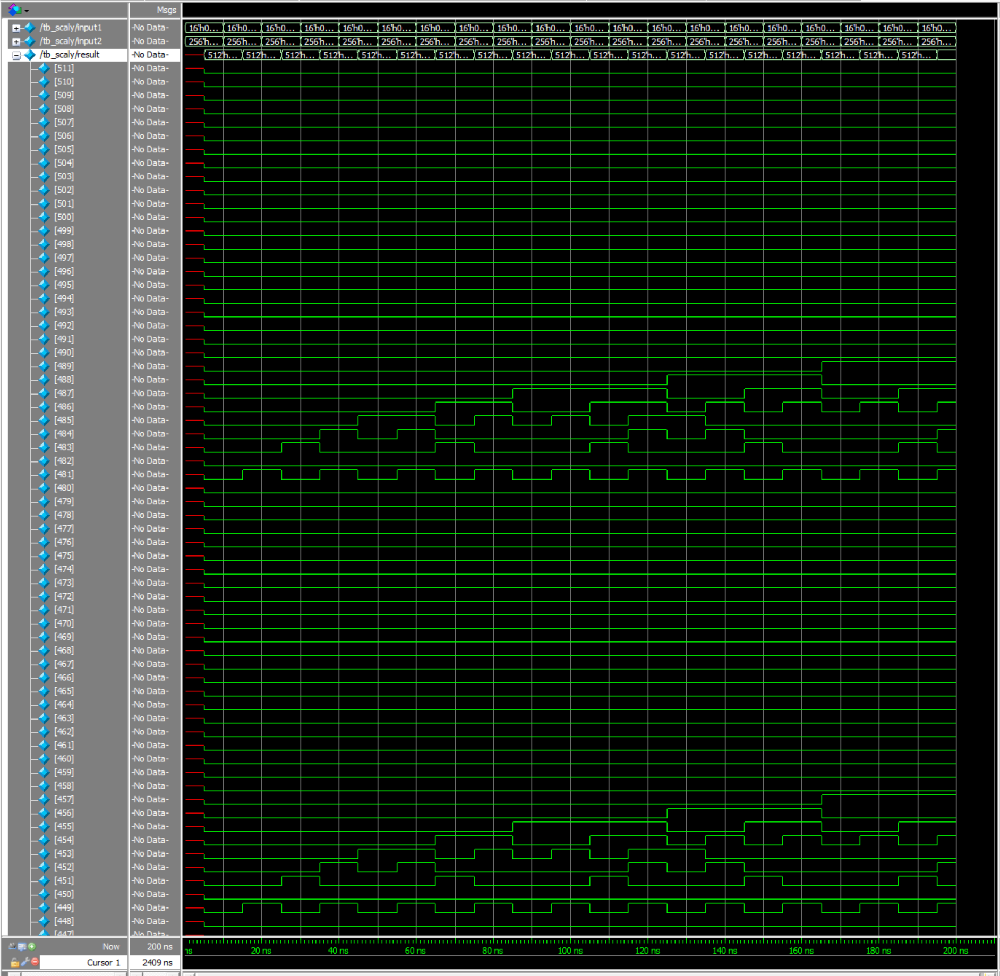 Msgs
/tb_scaly/input1 -No Data- 16'h0... 16'h0... 16'h0... 16'h0... 16'h0... 16'h0... 16'h0... 16'h0... 16'h0... 16'h0... 16'h0... 16'h0... 16'h0... 16'h0... 16'h0... 16'h0... 16'h0... 16'h0... 16'h0... 16'h0...
/tb_scaly/input2 -No Data- 256'h... 256'h... 256'h... 256'h... 256'h... 256'h... 256'h... 256'h... 256'h... 256'h... 256'h... 256'h... 256'h... 256'h... 256'h... 256'h... 256'h... 256'h... 256'h... 256'h...
/tb_scaly/result -No Data- 512'h... 512'h... 512'h... 512'h... 512'h... 512'h... 512'h... 512'h... 512'h... 512'h... 512'h... 512'h... 512'h... 512'h... 512'h... 512'h... 512'h... 512'h... 512'h...
[511] -No Data-
[510] -No Data-
[509] -No Data-
[508] -No Data-
[507] -No Data-
[506] -No Data-
[505] -No Data-
[504] -No Data-
[503] -No Data-
[502] -No Data-
[501] -No Data-
[500] -No Data-
[499] -No Data-
[498] -No Data-
[497] -No Data-
[496] -No Data-
[495] -No Data-
[494] -No Data-
[493] -No Data-
[492] -No Data-
[491] -No Data-
[490] -No Data-
[489] -No Data-
[488] -No Data-
[487] -No Data-
[486] -No Data-
[485] -No Data-
[484] -No Data-
[483] -No Data-
[482] -No Data-
[481] -No Data-
[480] -No Data-
[479] -No Data-
[478] -No Data-
[477] -No Data-
[476] -No Data-
[475] -No Data-
[474] -No Data-
[473] -No Data-
[472] -No Data-
[471] -No Data-
[470] -No Data-
[469] -No Data-
[468] -No Data-
[467] -No Data-
[466] -No Data-
[465] -No Data-
[464] -No Data-
[463] -No Data-
[462] -No Data-
[461] -No Data-
[460] -No Data-
[459] -No Data-
[458] -No Data-
[457] -No Data-
[456] -No Data-
[455] -No Data-
[454] -No Data-
[453] -No Data-
[452] -No Data-
[451] -No Data-
[450] -No Data-
[449] -No Data-
[448] -No Data-
[447] -No Data-
Now 200 ns ns 20 ns 40 ns 60 ns 80 ns 100 ns 120 ns 140 ns 160 ns 180 ns 200 ns
Cursor 1 2409 ns